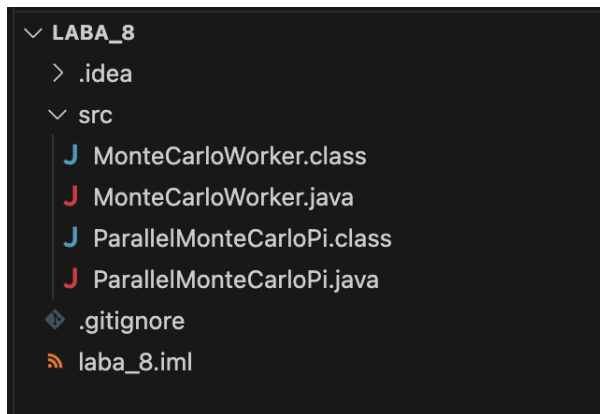 LABA_8
.idea
src
J MonteCarloWorker.class
J MonteCarloWorker.java
J ParallelMonteCarloPi.class
J ParallelMonteCarloPi.java
.gitignore
laba_8.iml